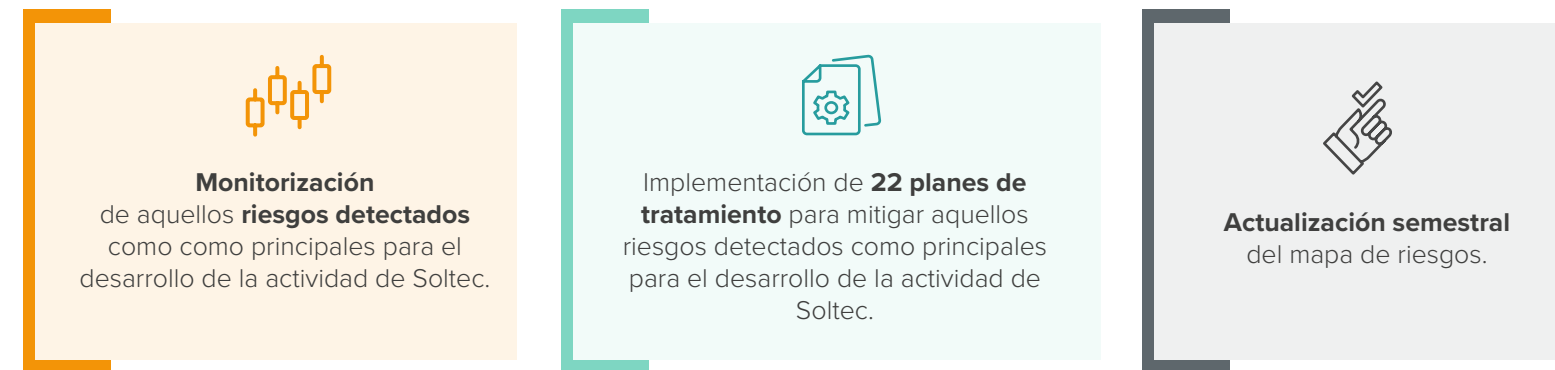 Monitorización
de aquellos riesgos detectados
como como principales para el
desarrollo de la actividad de Soltec.
Implementación de 22 planes de
tratamiento para mitigar aquellos
riesgos detectados como principales
para el desarrollo de la actividad de
Soltec.
Actualización semestral
del mapa de riesgos.